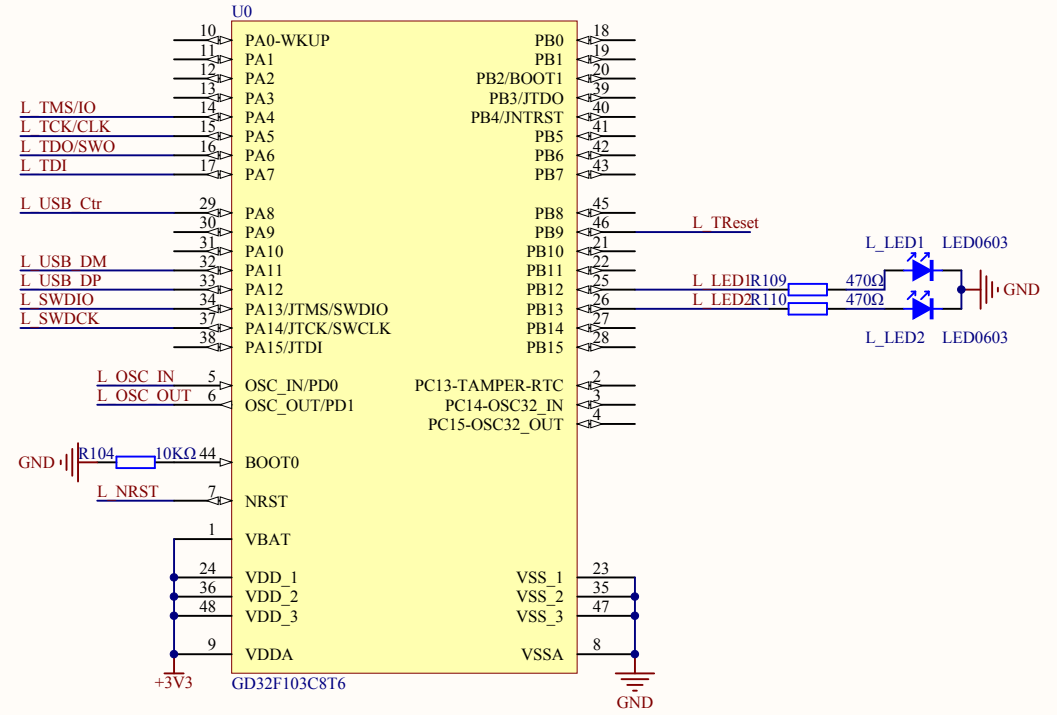 U0
10 PA0-WKUP PB0 18
11 PA1 PB1 19
12 PA2 PB2/BOOT1 20
13 PA3 PB3/JTDO 39
L_TMS/IO 14 PA4 PB4/JNTRST 40
L_TCK/CLK 15 PA5 PB5 41
L_TDO/SWO 16 PA6 PB6 42
L_TDI 17 PA7 PB7 43
L_USB_Ctr 29 PA8 PB8 45
30 PA9 PB9 46 L_TReset
31 PA10 PB10 21
L_LED1 LED0603
L_USB_DM 32 PA11 PB11 22
L_USB_DP 33 PA12 PB12 25 L_LED1 R109 470Ω GND
L_SWDIO 34 PA13/JTMS/SWDIO PB13 26 L_LED2 R110 470Ω
L_SWDCK 37 PA14/JTCK/SWCLK PB14 27
L_LED2 LED0603
38 PA15/JTDI PB15 28
L_OSC_IN 5 OSC_IN/PD0 PC13-TAMPER-RTC 2
L_OSC_OUT 6 OSC_OUT/PD1 PC14-OSC32_IN 3
PC15-OSC32_OUT 4
GND R104 10KΩ 44 BOOT0
L_NRST 7 NRST
1 VBAT
24 VDD_1 VSS_1 23
36 VDD_2 VSS_2 35
48 VDD_3 VSS_3 47
9 VDDA VSSA 8
+3V3 GD32F103C8T6
GND